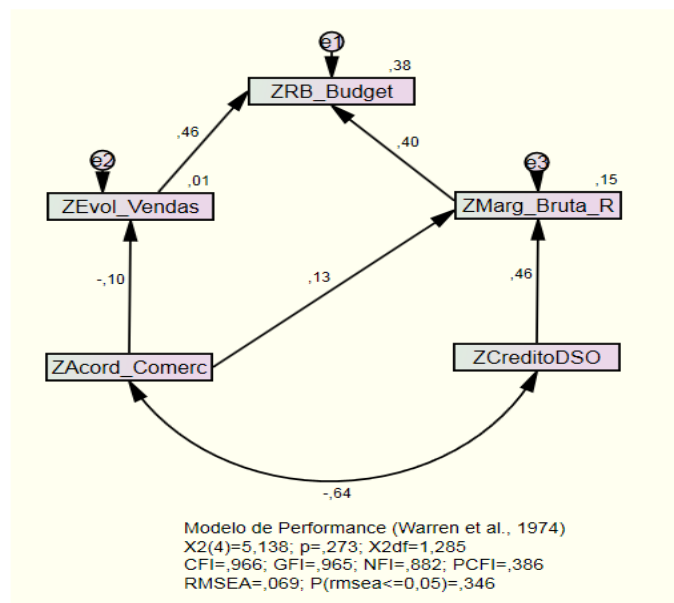 e1
,38
ZRB_Budget
,46
,40
e2
e3
,01
,15
ZEvol_Vendas
ZMarg_Bruta_R
-,10
,13
,46
ZAcord_Comerc
ZCreditoDSO
-,64
Modelo de Performance (Warren et al., 1974)
X2(4)=5,138; p=,273; X2df=1,285
CFI=,966; GFI=,965; NFI=,882; PCFI=,386
RMSEA=,069; P(rmsea<=0,05)=,346